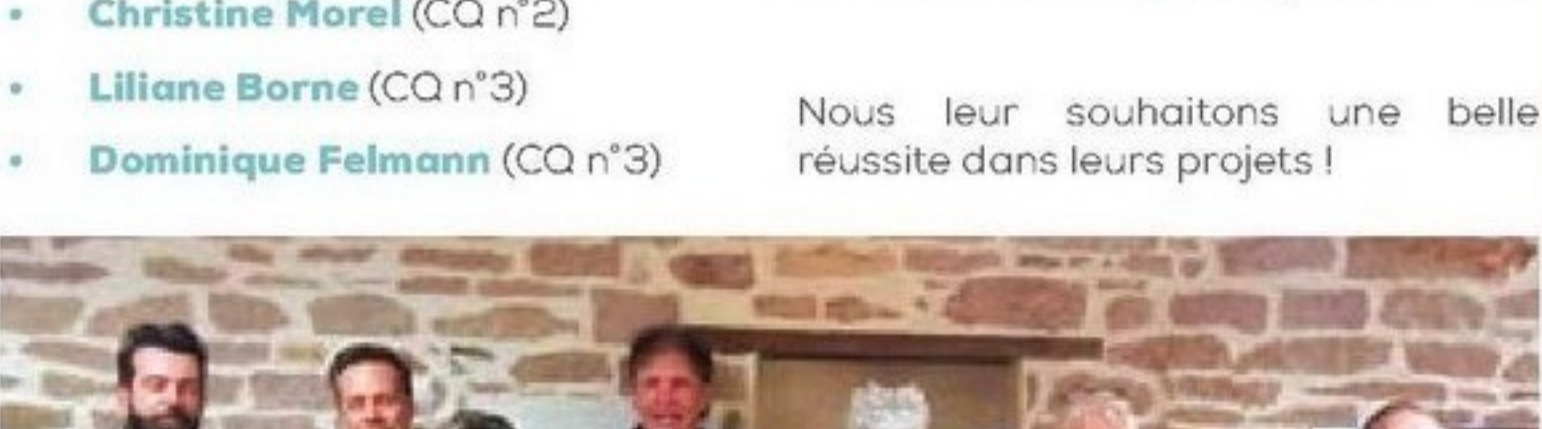 Christine Morel (CQ n°2)
Liliane Borne (CQ n°3)
Dominique Felmann (CQ n°3)
Nous leur souhaitons une belle
réussite dans leurs projets !